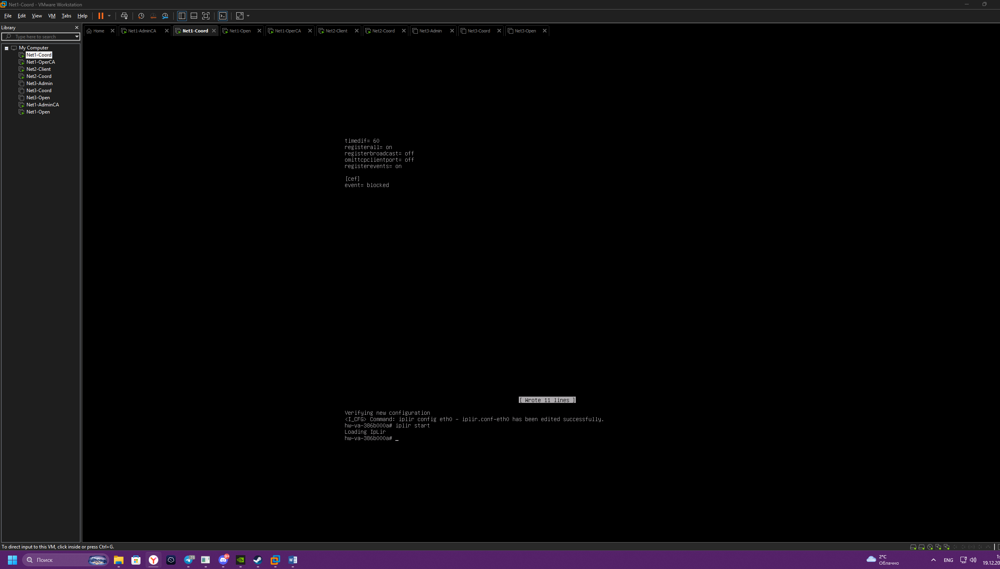 Net1-Coord - VMware Workstation
File Edit View VM Tabs Help
Library
Type here to search
Home Net1-AdminCA Net1-Coord Net1-Open Net1-OperCA Net2-Client Net2-Coord Net3-Admin Net3-Coord Net3-Open
My Computer
Net1-Coord
Net1-OperCA
Net2-Client
Net2-Coord
Net3-Admin
Net3-Coord
Net3-Open
Net1-AdminCA
Net1-Open
timedif= 60
registerall= on
registerbroadcast= off
omittcpclientport= off
registerevents= on
[cef]
event= blocked
[ Wrote 11 lines ]
Verifying new configuration
<I_CFG> Command: iplir config eth0 - iplir.conf-eth0 has been edited successfully.
hw-va-386b000a# iplir start
Loading IpLir
hw-va-386b000a# _
To direct input to this VM, click inside or press Ctrl+G.
Поиск
75
9+
2°C
Облачно
ENG
1:
19.12.20